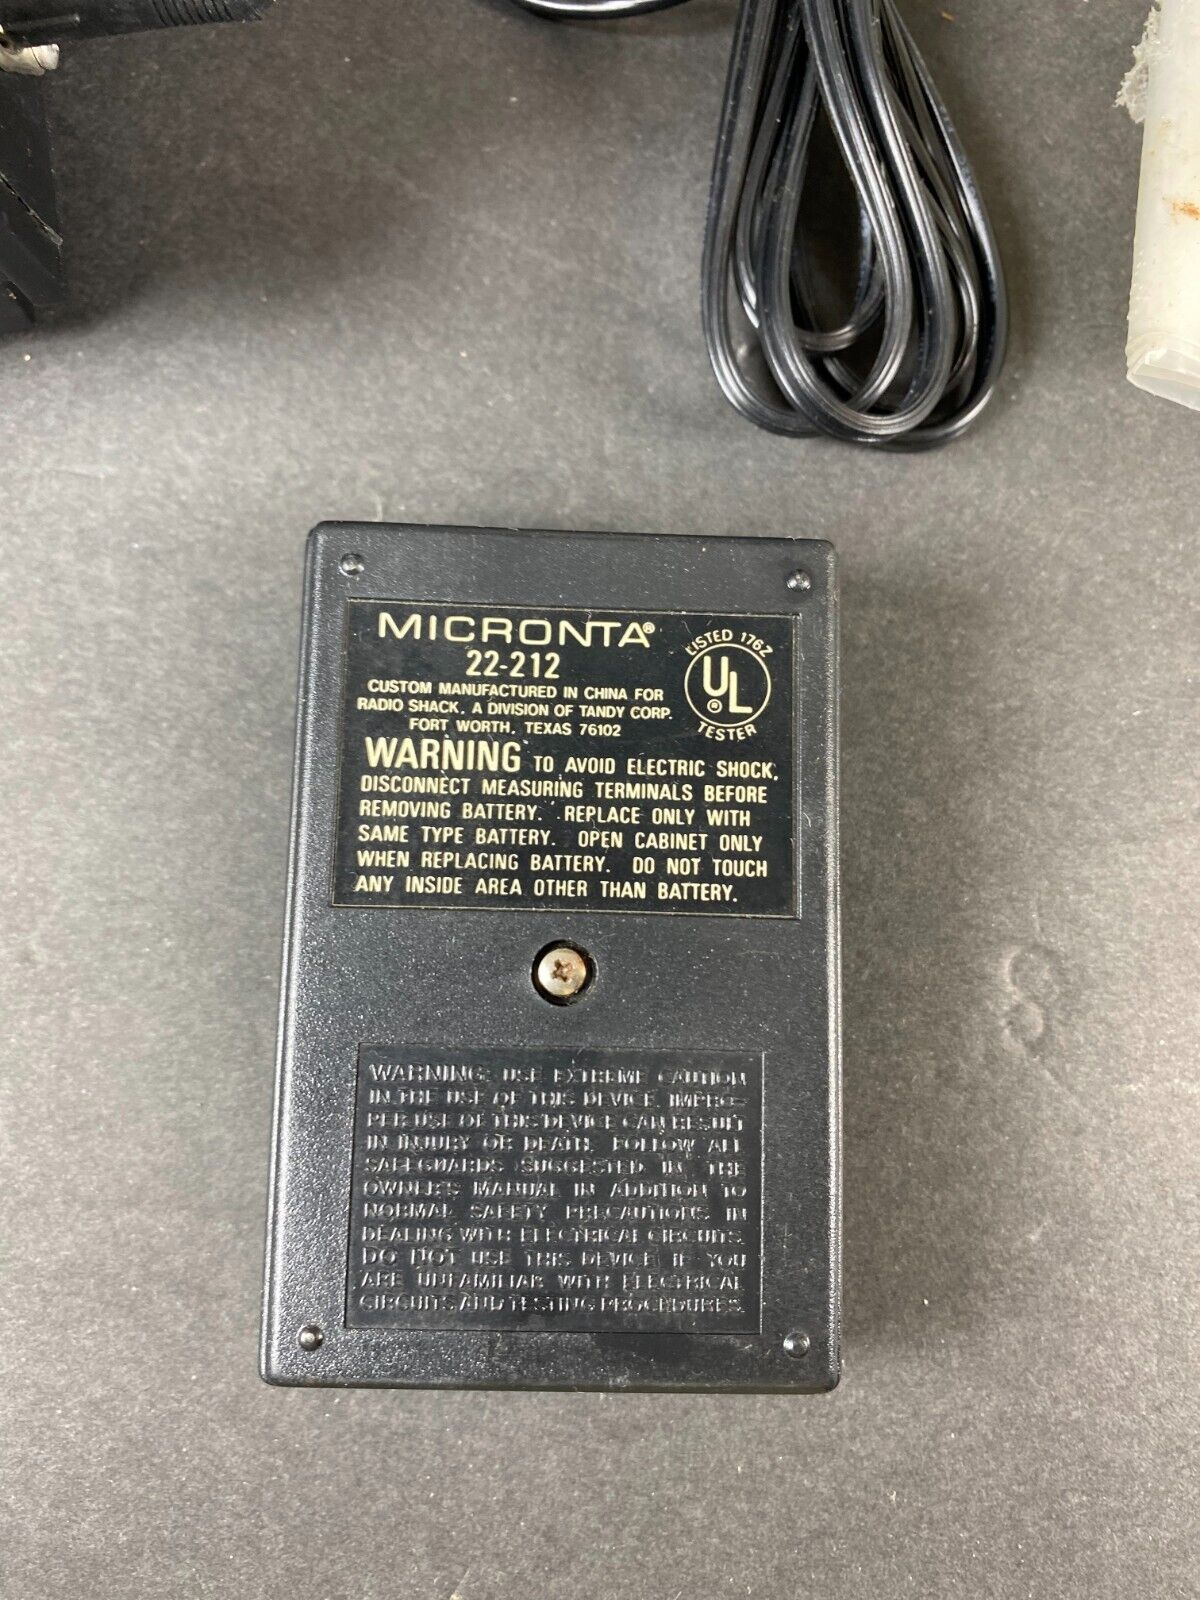 MICRONTA®
22-212
CUSTOM MANUFACTURED IN CHINA FOR
RADIO SHACK, A DIVISION OF TANDY CORP.
FORT WORTH, TEXAS 76102
LISTED 176Z
UL®
TESTER
WARNING TO AVOID ELECTRIC SHOCK,
DISCONNECT MEASURING TERMINALS BEFORE
REMOVING BATTERY. REPLACE ONLY WITH
SAME TYPE BATTERY. OPEN CABINET ONLY
WHEN REPLACING BATTERY. DO NOT TOUCH
ANY INSIDE AREA OTHER THAN BATTERY.
WARNING: USE EXTREME CAUTION
IN THE USE OF THIS DEVICE. IMPRO-
PER USE OF THIS DEVICE CAN RESULT
IN INJURY OR DEATH. FOLLOW ALL
SAFEGUARDS SUGGESTED IN THE
OWNER'S MANUAL IN ADDITION TO
NORMAL SAFETY PRECAUTIONS IN
DEALING WITH ELECTRICAL CIRCUITS.
DO NOT USE THIS DEVICE IF YOU
ARE UNFAMILIAR WITH ELECTRICAL
CIRCUITS AND TESTING PROCEDURES.